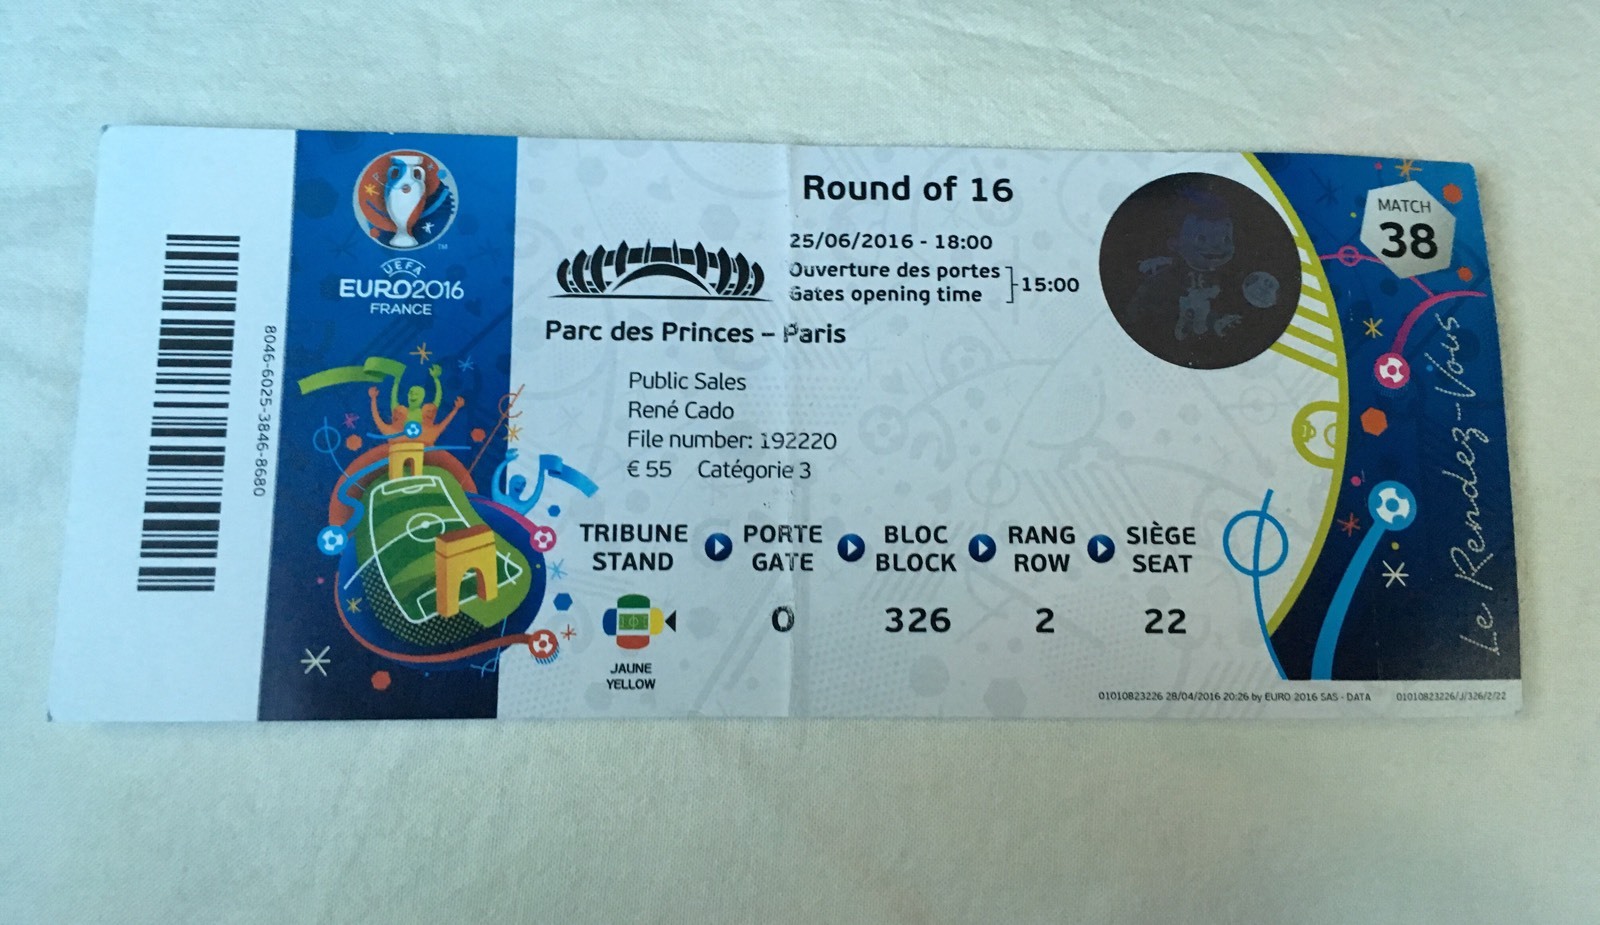 8046-6025-3846-8680
UEFA
EURO2016
FRANCE
TM
Round of 16
25/06/2016 - 18:00
Ouverture des portes
Gates opening time
15:00
Parc des Princes – Paris
Public Sales
René Cado
File number: 192220
€ 55 Catégorie 3
TRIBUNE PORTE BLOC RANG SIÈGE
STAND GATE BLOCK ROW SEAT
O 326 2 22
JAUNE
YELLOW
01010823226 28/04/2016 20:26 by EURO 2016 SAS - DATA 01010823226/J/326/2/22
MATCH
38
Le Rendez-Vous